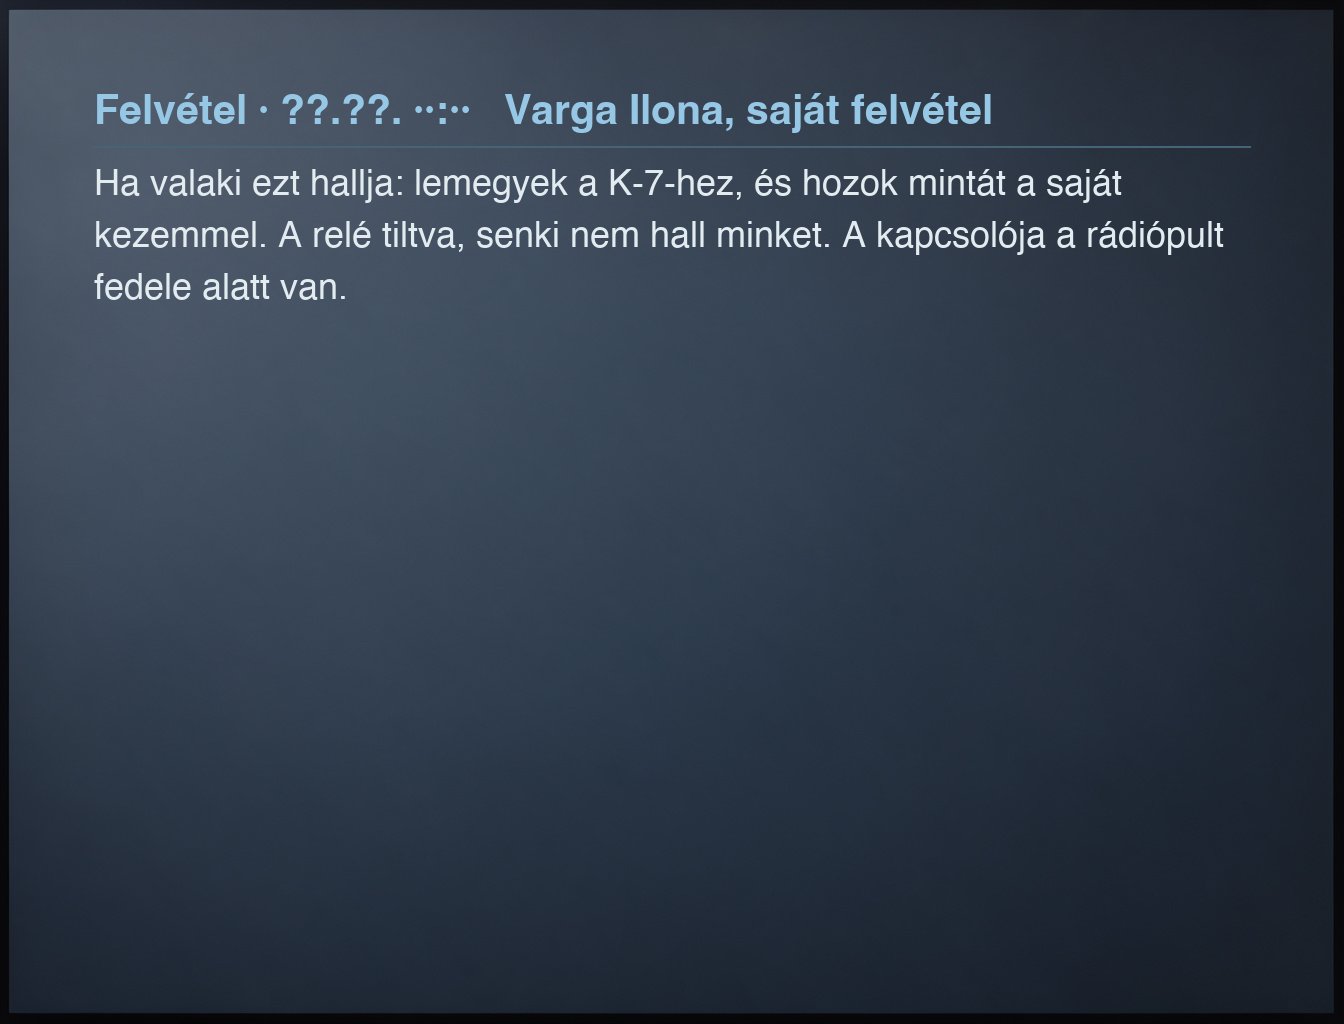 Felvétel · ??.??. ··:·· Varga Ilona, saját felvétel
Ha valaki ezt hallja: lemegyek a K-7-hez, és hozok mintát a saját
kezemmel. A relé tiltva, senki nem hall minket. A kapcsolója a rádiópult
fedele alatt van.